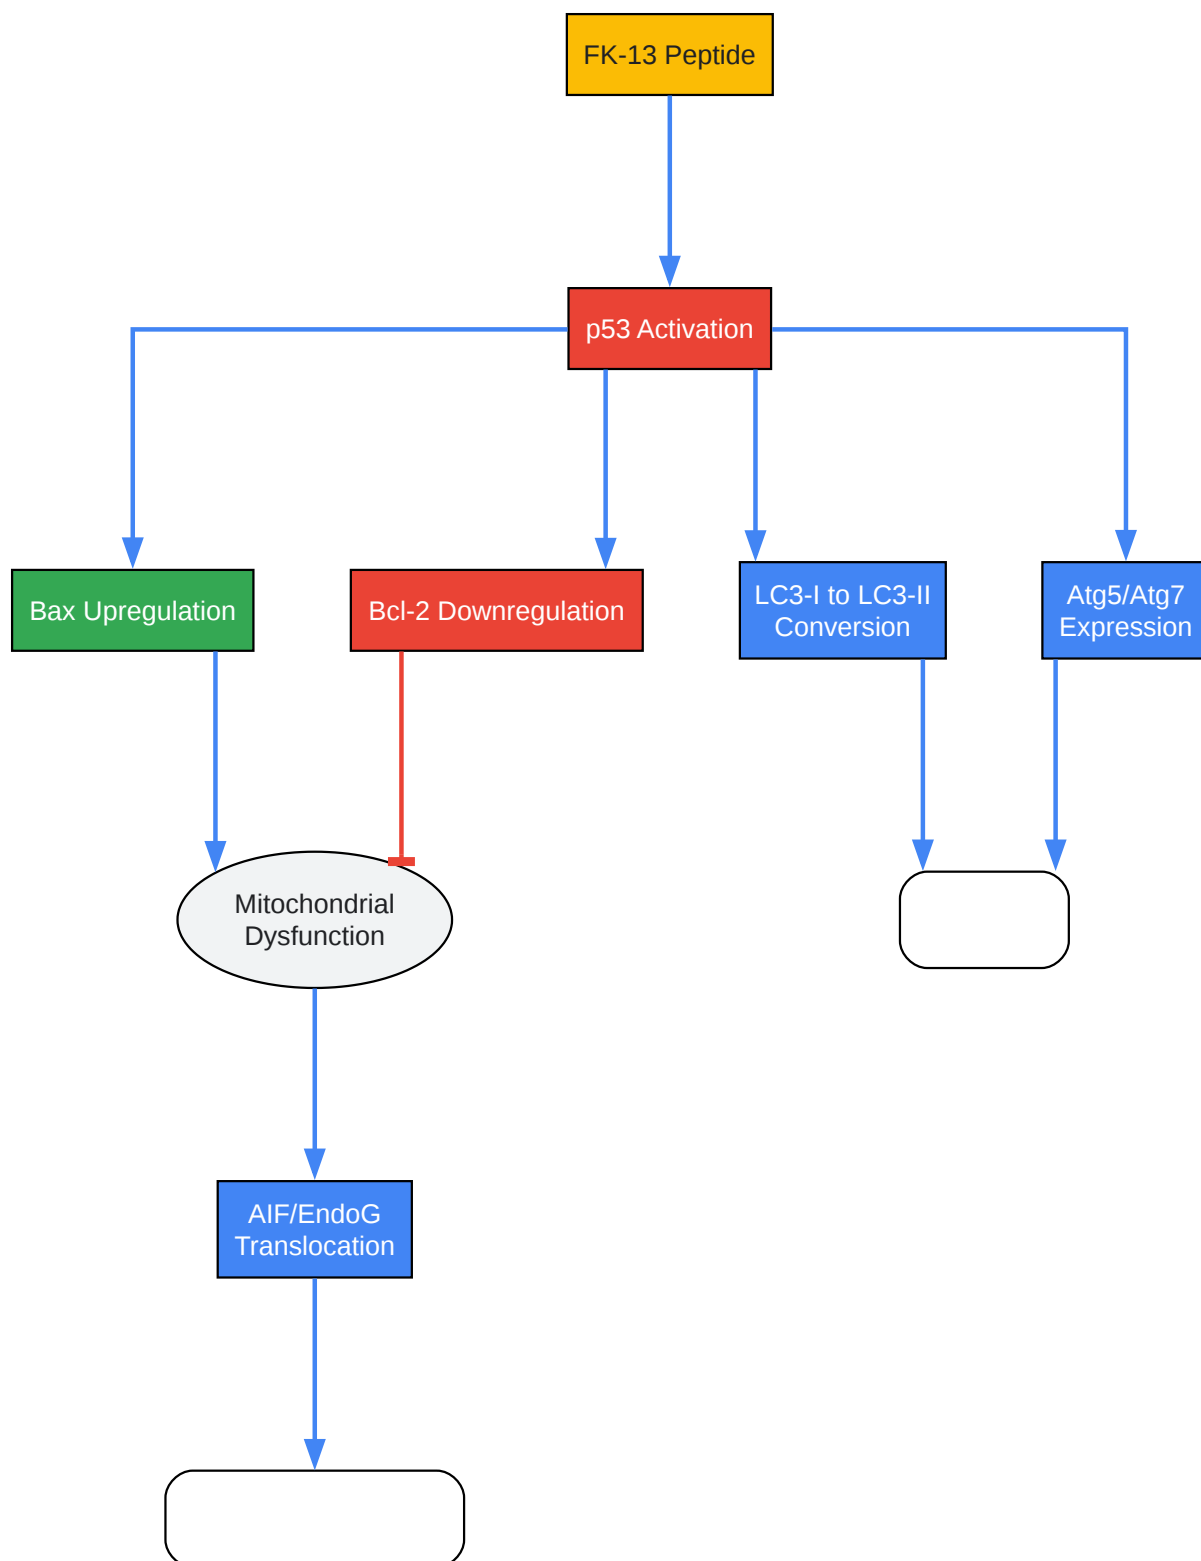 FK-13 Peptide
p53 Activation
Bax Upregulation
Bcl-2 Downregulation
LC3-I to LC3-II
Conversion
Atg5/Atg7
Expression
Mitochondrial
Dysfunction
AIF/EndoG
Translocation